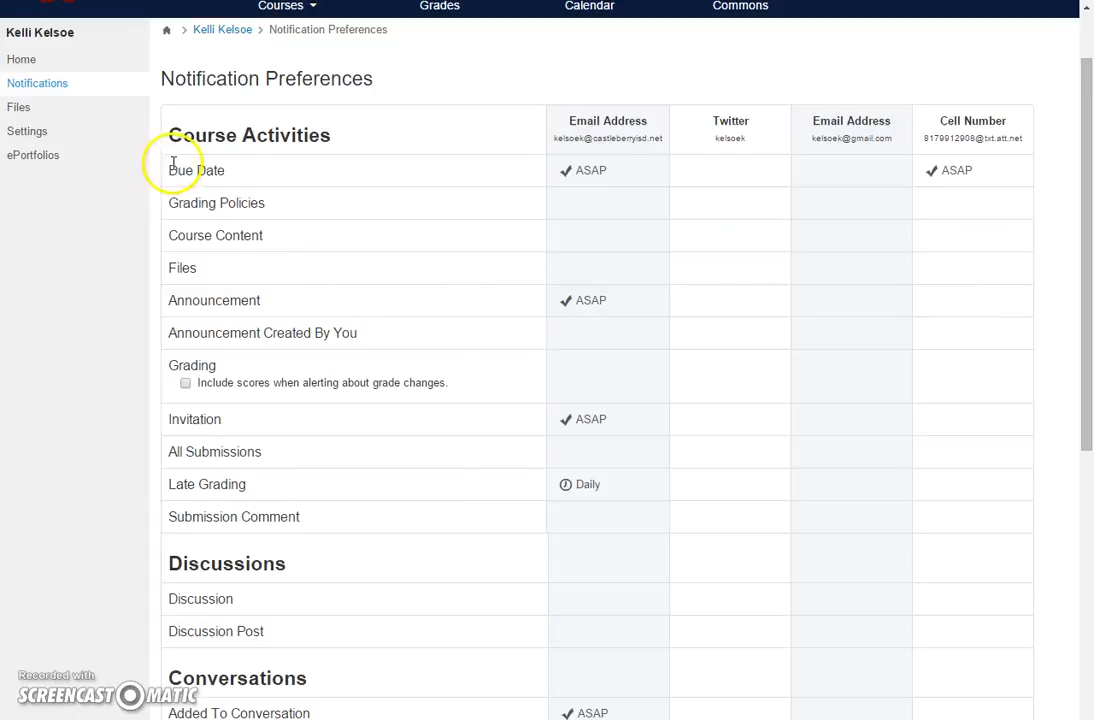 Courses Grades Calendar Commons
Kelli Kelsoe
Home
Notifications
Files
Settings
ePortfolios
Kelli Kelsoe > Notification Preferences
Notification Preferences
Course Activities
Email Address
kelsoek@castleberryisd.net
Twitter
kelsoek
Email Address
kelsoek@gmail.com
Cell Number
8179912908@txt.att.net
Due Date ASAP ASAP
Grading Policies
Course Content
Files
Announcement ASAP
Announcement Created By You
Grading
Include scores when alerting about grade changes.
Invitation ASAP
All Submissions
Late Grading Daily
Submission Comment
Discussions
Discussion
Discussion Post
Conversations
Added To Conversation ASAP
Recorded with
SCREENCAST-O-MATIC